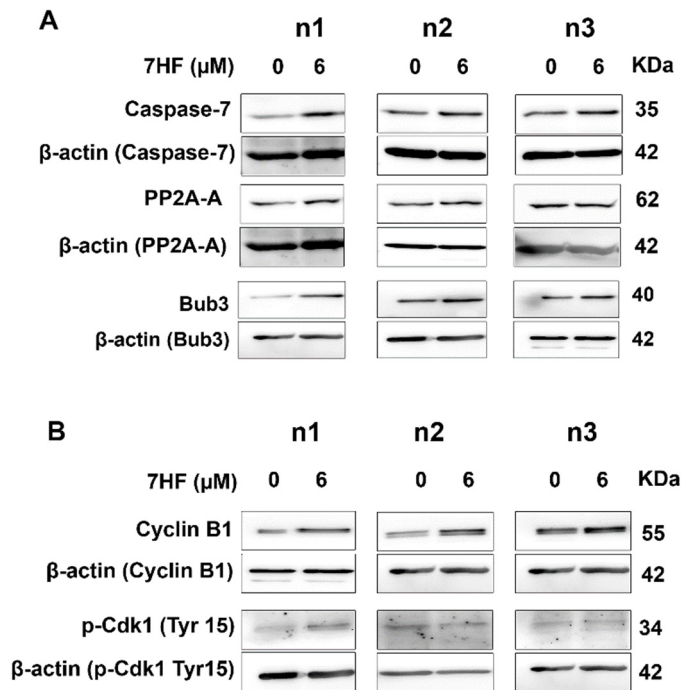 A
n1 n2 n3
7HF (µM) 0 6 0 6 0 6 KDa
Caspase-7 35
β-actin (Caspase-7) 42
PP2A-A 62
β-actin (PP2A-A) 42
Bub3 40
β-actin (Bub3) 42
B
n1 n2 n3
7HF (µM) 0 6 0 6 0 6 KDa
Cyclin B1 55
β-actin (Cyclin B1) 42
p-Cdk1 (Tyr 15) 34
β-actin (p-Cdk1 Tyr15) 42